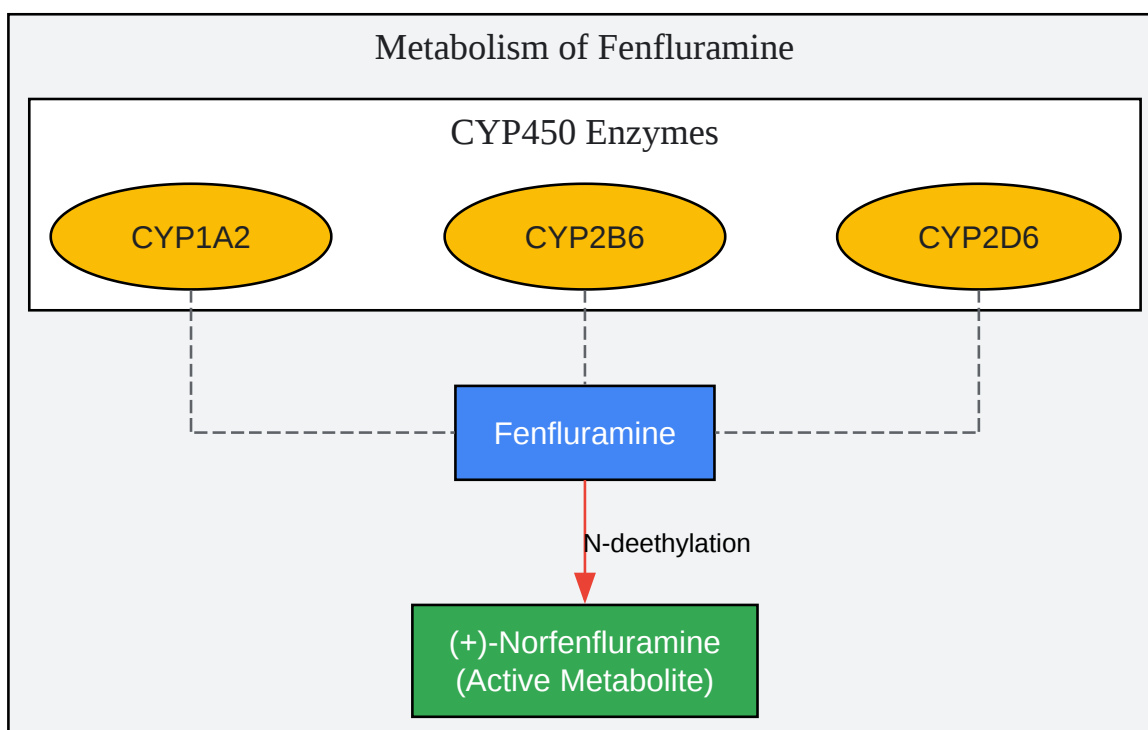 Metabolism of Fenfluramine
CYP450 Enzymes
CYP1A2
CYP2B6
CYP2D6
Fenfluramine
N-deethylation
(+)-Norfenfluramine
(Active Metabolite)